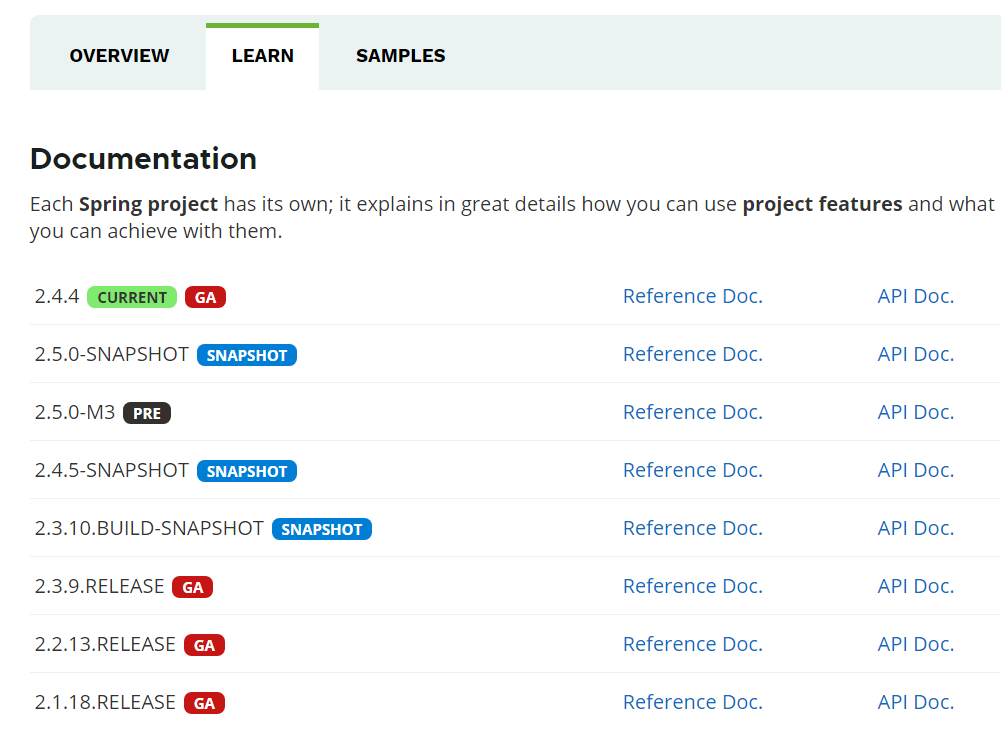 OVERVIEW LEARN SAMPLES
Documentation
Each Spring project has its own; it explains in great details how you can use project features and what
you can achieve with them.
2.4.4 CURRENT GA Reference Doc. API Doc.
2.5.0-SNAPSHOT SNAPSHOT Reference Doc. API Doc.
2.5.0-M3 PRE Reference Doc. API Doc.
2.4.5-SNAPSHOT SNAPSHOT Reference Doc. API Doc.
2.3.10.BUILD-SNAPSHOT SNAPSHOT Reference Doc. API Doc.
2.3.9.RELEASE GA Reference Doc. API Doc.
2.2.13.RELEASE GA Reference Doc. API Doc.
2.1.18.RELEASE GA Reference Doc. API Doc.